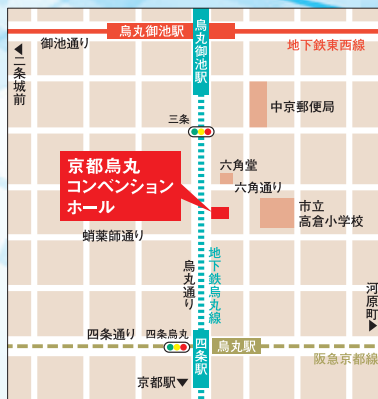 烏丸御池駅
烏丸御池駅
御池通り
地下鉄東西線
◀二条城前
中京郵便局
三条
京都烏丸
コンベンション
ホール
六角堂
六角通り
市立
高倉小学校
蛸薬師通り
烏丸通り
地下鉄烏丸線
河原町▶
四条通り
四条烏丸
四条駅
烏丸駅
阪急京都線
京都駅▼